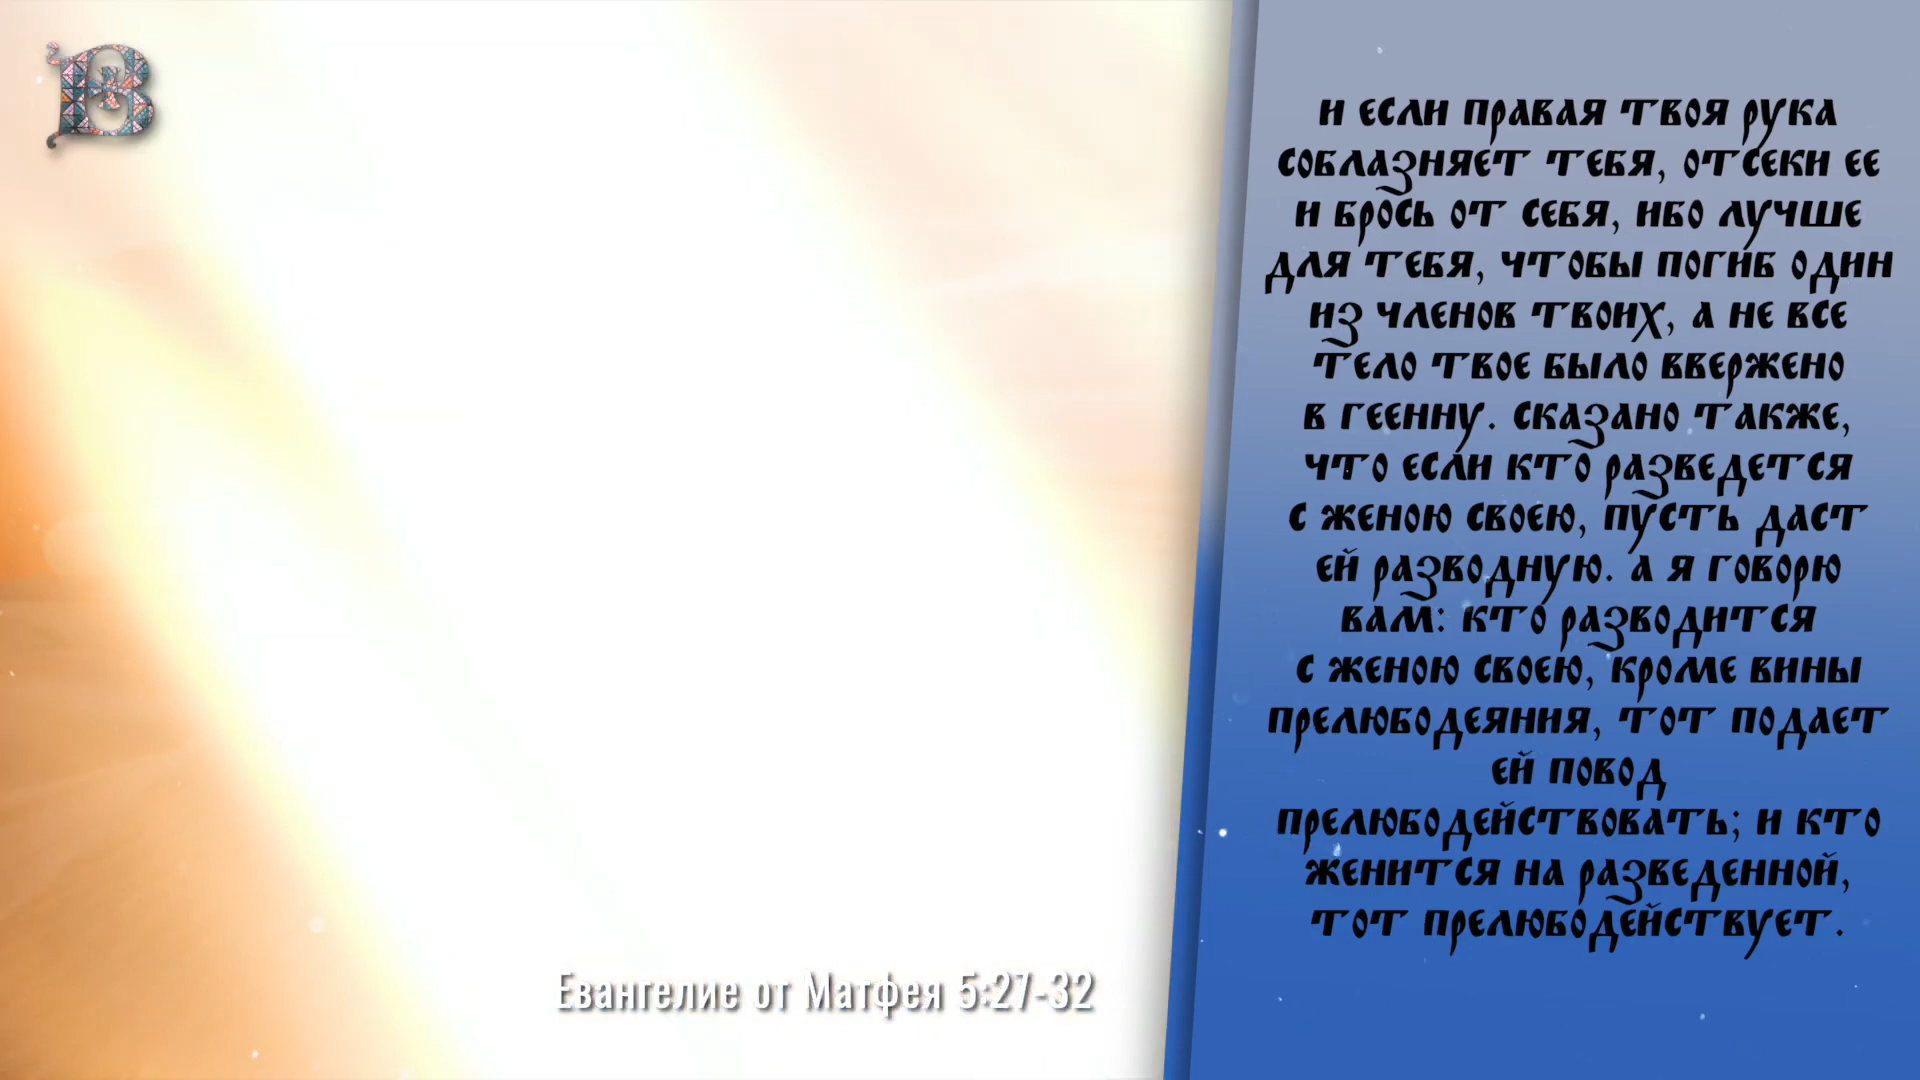 и если правая твоя рука
соблазняет тебя, отсеки ее
и брось от себя, ибо лучше
для тебя, чтобы погиб один
из членов твоих, а не все
тело твое было ввержено
в геенну. сказано также,
что если кто разведется
с женою своею, пусть даст
ей разводную. а я говорю
вам: кто разводится
с женою своею, кроме вины
прелюбодеяния, тот подает
ей повод
прелюбодействовать; и кто
женится на разведенной,
тот прелюбодействует.
Евангелие от Матфея 5:27-32